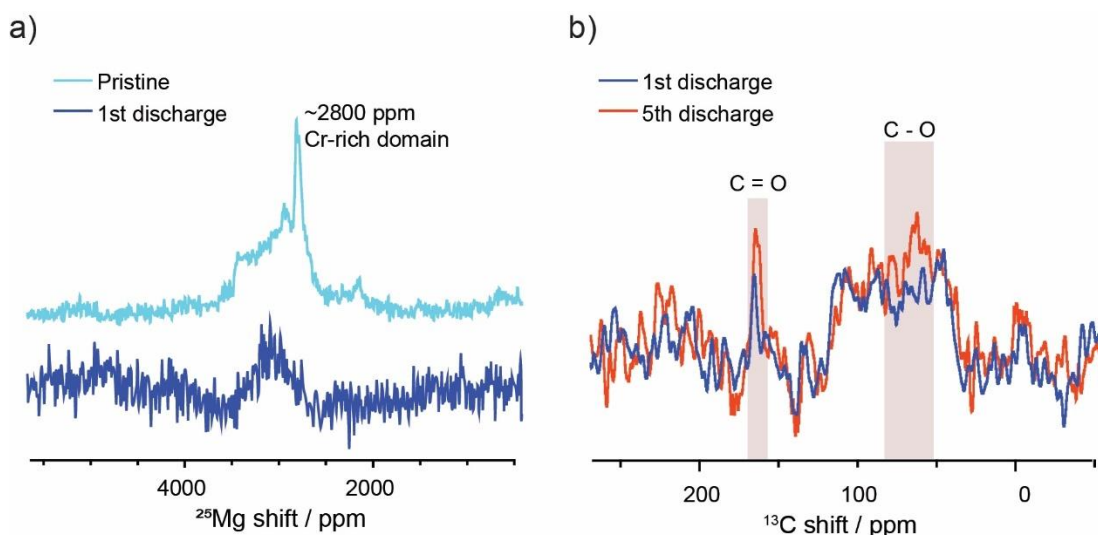 a)
Pristine
1st discharge
~2800 ppm
Cr-rich domain
4000
2000
²⁵Mg shift / ppm
b)
1st discharge
5th discharge
C - O
C = O
200
100
0
¹³C shift / ppm